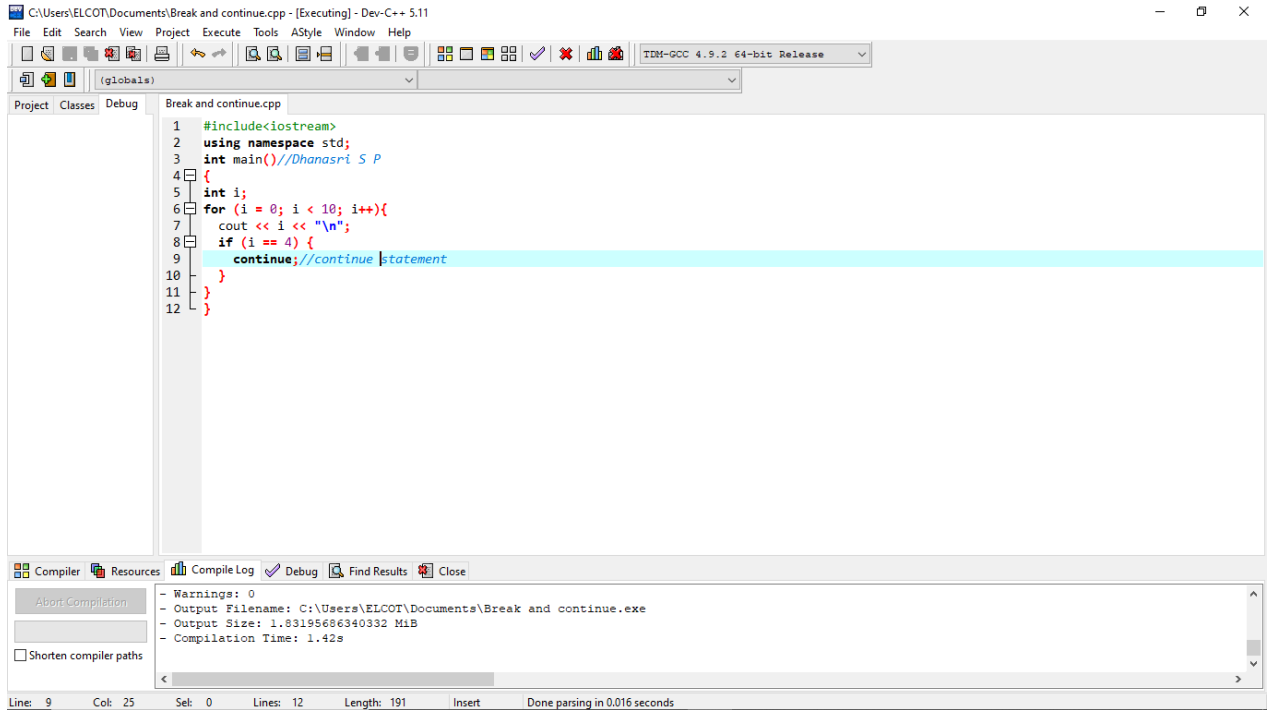 C:\Users\ELCOT\Documents\Break and continue.cpp - [Executing] - Dev-C++ 5.11
File Edit Search View Project Execute Tools AStyle Window Help
TDM-GCC 4.9.2 64-bit Release
(globals)
Project Classes Debug Break and continue.cpp
1 #include<iostream>
2 using namespace std;
3 int main()//Dhanasri S P
4 {
5 int i;
6 for (i = 0; i < 10; i++){
7 cout << i << "\n";
8 if (i == 4) {
9 continue;//continue statement
10 }
11 }
12 }
Compiler Resources Compile Log Debug Find Results Close
Abort Compilation
Shorten compiler paths
- Warnings: 0
- Output Filename: C:\Users\ELCOT\Documents\Break and continue.exe
- Output Size: 1.83195686340332 MiB
- Compilation Time: 1.42s
Line: 9 Col: 25 Sel: 0 Lines: 12 Length: 191 Insert Done parsing in 0.016 seconds